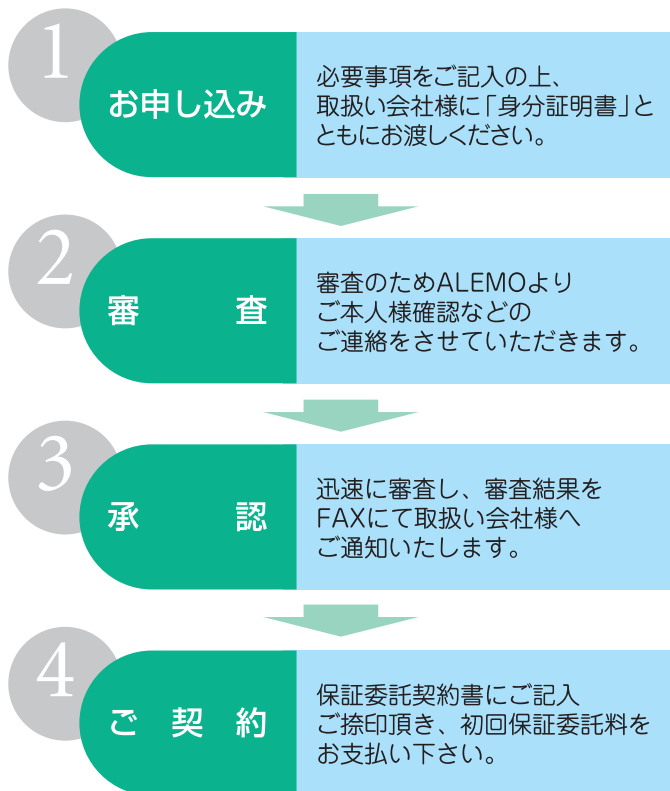 1
お申し込み
必要事項をご記入の上、
取扱い会社様に「身分証明書」と
ともにお渡しください。
2
審査
審査のためALEMOより
ご本人様確認などの
ご連絡をさせていただきます。
3
承認
迅速に審査し、審査結果を
FAXにて取扱い会社様へ
ご通知いたします。
4
ご契約
保証委託契約書にご記入
ご捺印頂き、初回保証委託料を
お支払い下さい。